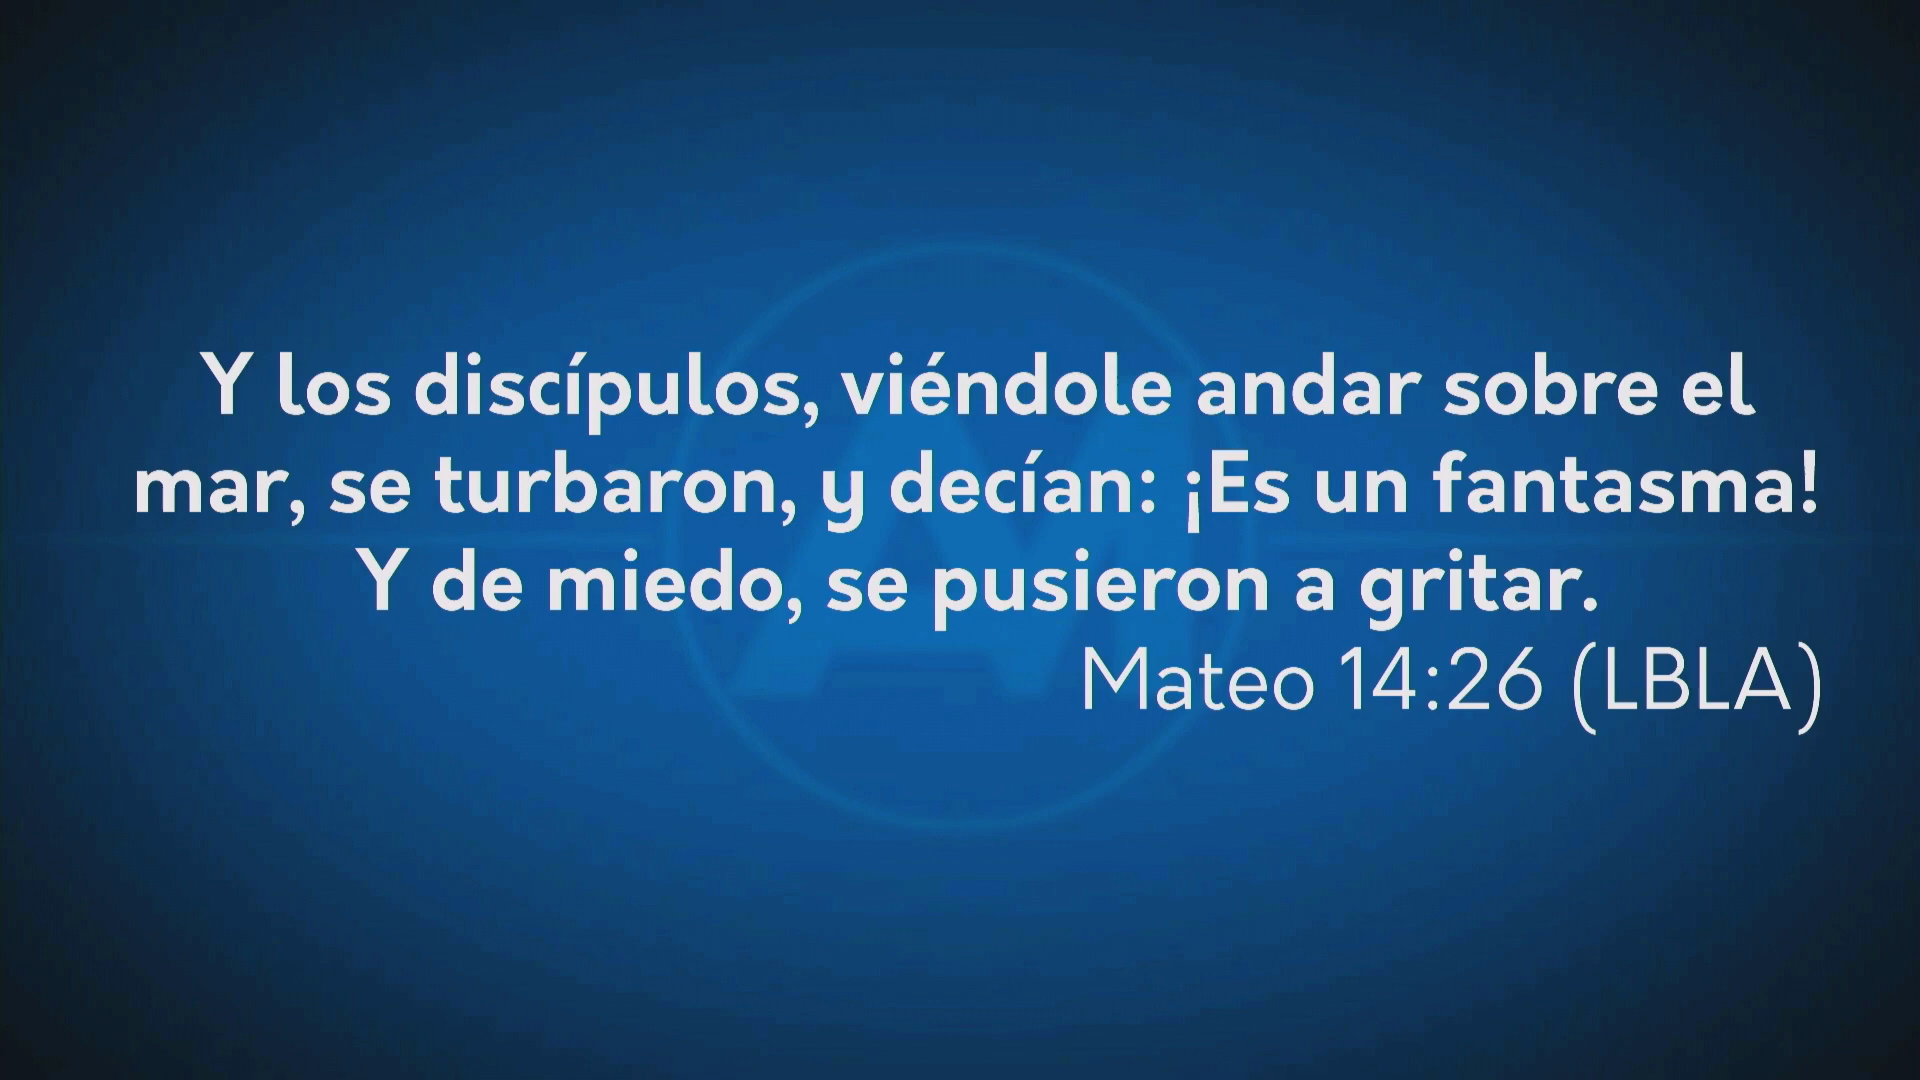 Y los discípulos, viéndole andar sobre el
mar, se turbaron, y decían: ¡Es un fantasma!
Y de miedo, se pusieron a gritar.
Mateo 14:26 (LBLA)
AM